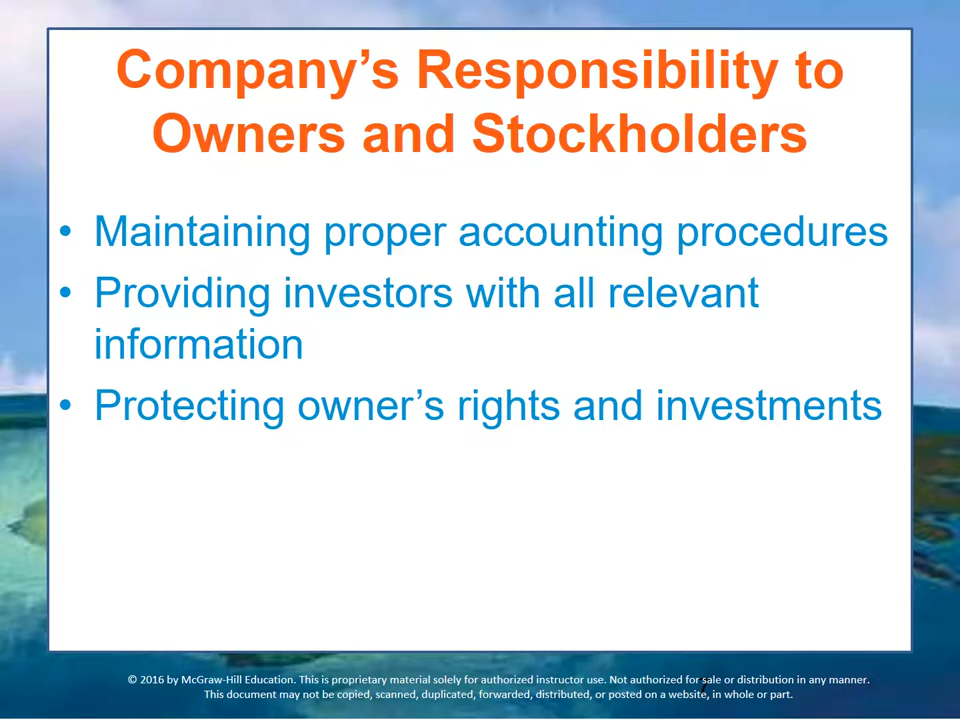 Company’s Responsibility to
Owners and Stockholders
• Maintaining proper accounting procedures
• Providing investors with all relevant
information
• Protecting owner’s rights and investments
© 2016 by McGraw-Hill Education. This is proprietary material solely for authorized instructor use. Not authorized for sale or distribution in any manner.
This document may not be copied, scanned, duplicated, forwarded, distributed, or posted on a website, in whole or part.